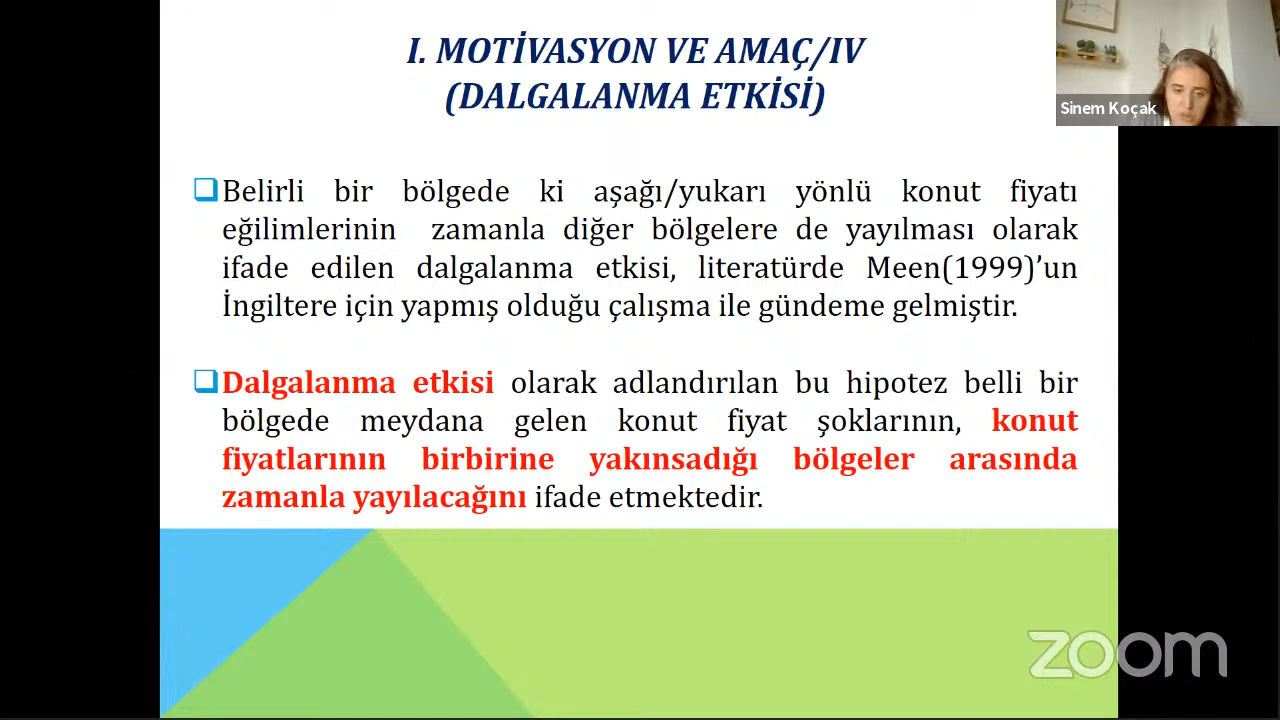 I. MOTİVASYON VE AMAÇ/IV
(DALGALANMA ETKİSİ)
Sinem Koçak
Belirli bir bölgede ki aşağı/yukarı yönlü konut fiyatı
eğilimlerinin zamanla diğer bölgelere de yayılması olarak
ifade edilen dalgalanma etkisi, literatürde Meen(1999)’un
İngiltere için yapmış olduğu çalışma ile gündeme gelmiştir.
Dalgalanma etkisi olarak adlandırılan bu hipotez belli bir
bölgede meydana gelen konut fiyat şoklarının, konut
fiyatlarının birbirine yakınsadığı bölgeler arasında
zamanla yayılacağını ifade etmektedir.
zoom